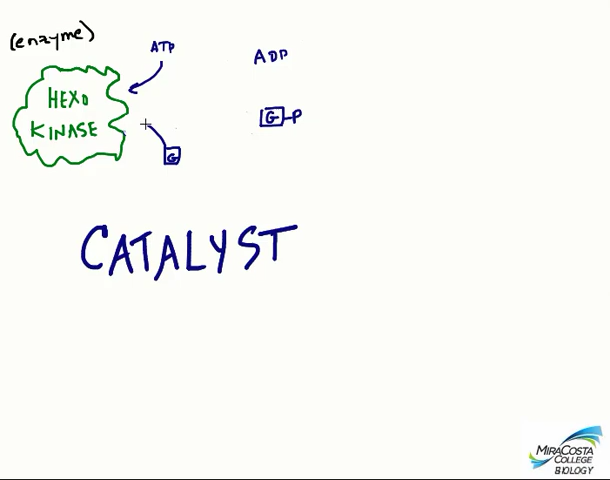 (enzyme)
ATP
ADP
HEXO
KINASE
G-P
G
CATALYST
MIRACOSTA
COLLEGE
BIOLOGY